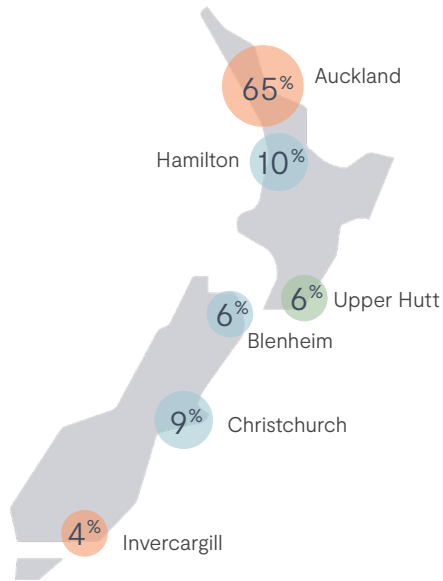 65% Auckland
Hamilton 10%
6% Upper Hutt
6%
Blenheim
9% Christchurch
4% Invercargill